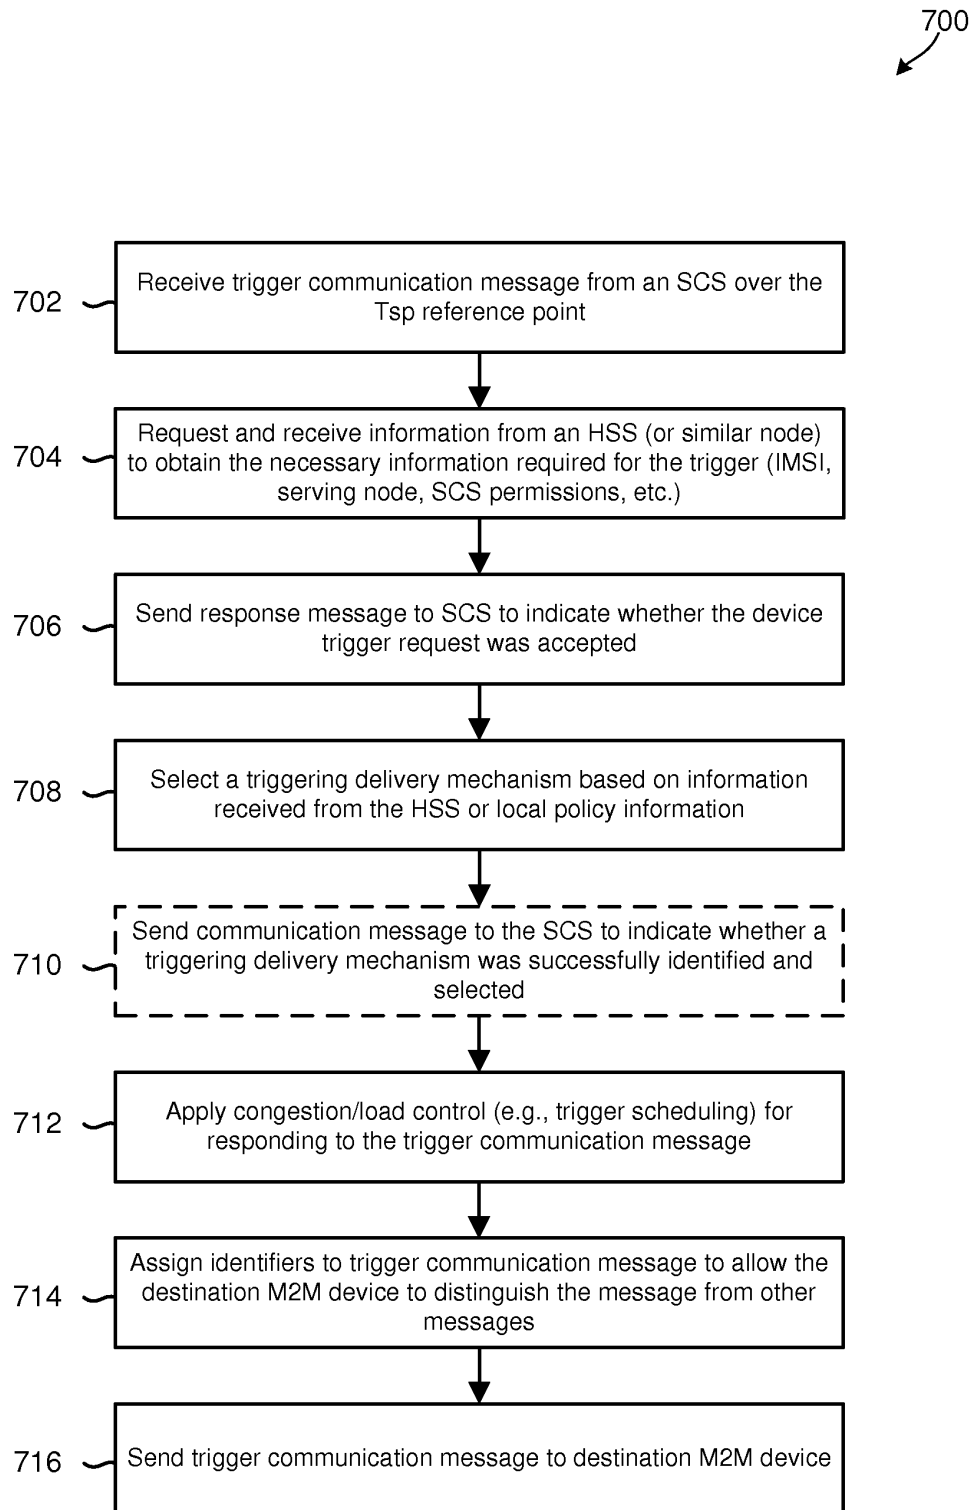 700
702
Receive trigger communication message from an SCS over the
Tsp reference point
704
Request and receive information from an HSS (or similar node)
to obtain the necessary information required for the trigger (IMSI,
serving node, SCS permissions, etc.)
706
Send response message to SCS to indicate whether the device
trigger request was accepted
708
Select a triggering delivery mechanism based on information
received from the HSS or local policy information
710
Send communication message to the SCS to indicate whether a
triggering delivery mechanism was successfully identified and
selected
712
Apply congestion/load control (e.g., trigger scheduling) for
responding to the trigger communication message
714
Assign identifiers to trigger communication message to allow the
destination M2M device to distinguish the message from other
messages
716
Send trigger communication message to destination M2M device